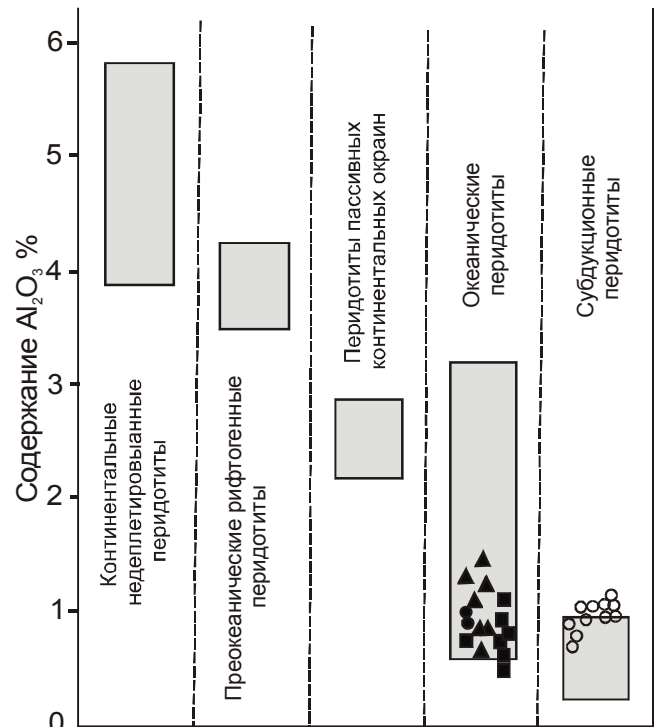 Содержание Al₂O₃ %
6
5
4
3
2
1
0
Континентальные
недеплетировыанные
перидотиты
Преокеанические рифтогенные
перидотиты
Перидотиты пассивных
континентальных окраин
Океанические
перидотиты
Субдукционные
перидотиты